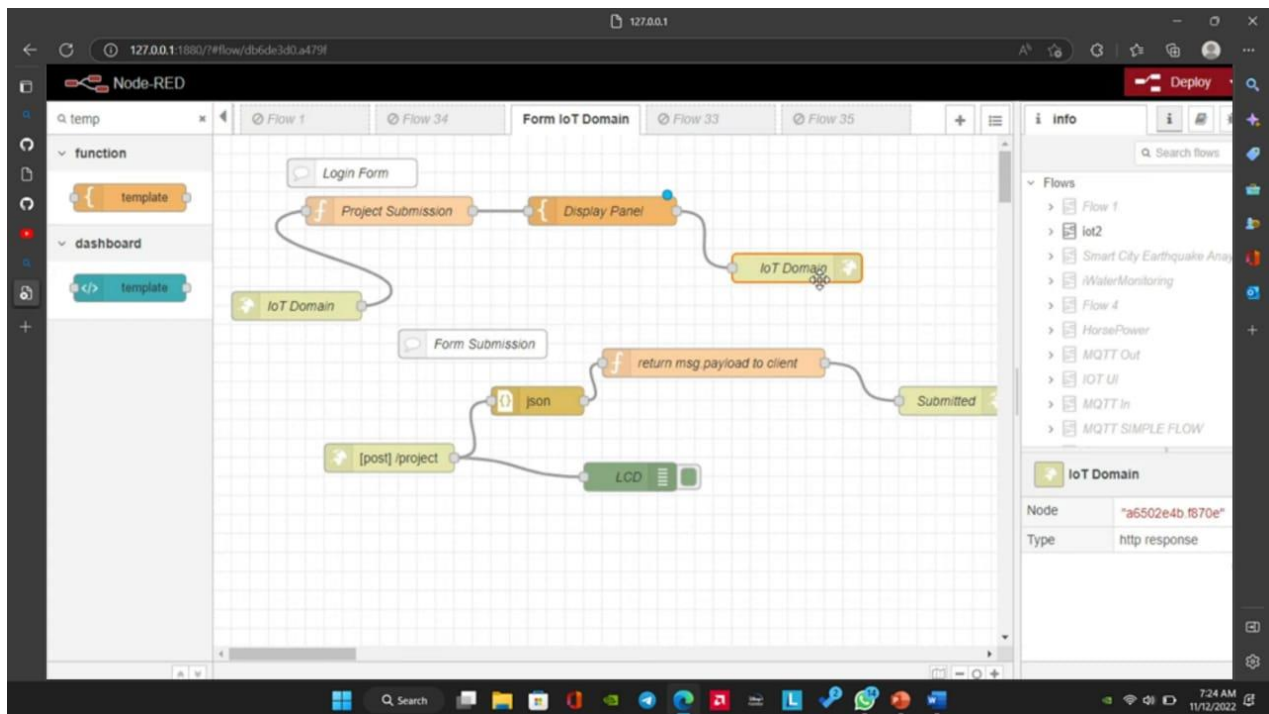 127.0.0.1
127.0.0.1:1880/?#flow/db6de3d0.a479f
Node-RED
Deploy
temp
Flow 1
Flow 34
Form IoT Domain
Flow 33
Flow 35
i info
Search flows
function
template
dashboard
template
Login Form
Project Submission
Display Panel
IoT Domain
IoT Domain
Form Submission
return msg.payload to client
json
Submitted
[post] /project
LCD
Flows
Flow 1
iot2
Smart City Earthquake Anay
iWaterMonitoring
Flow 4
HorsePower
MQTT Out
IOT UI
MQTT In
MQTT SIMPLE FLOW
IoT Domain
Node "a6502e4b.f870e"
Type http response
Search
7:24 AM
11/12/2022